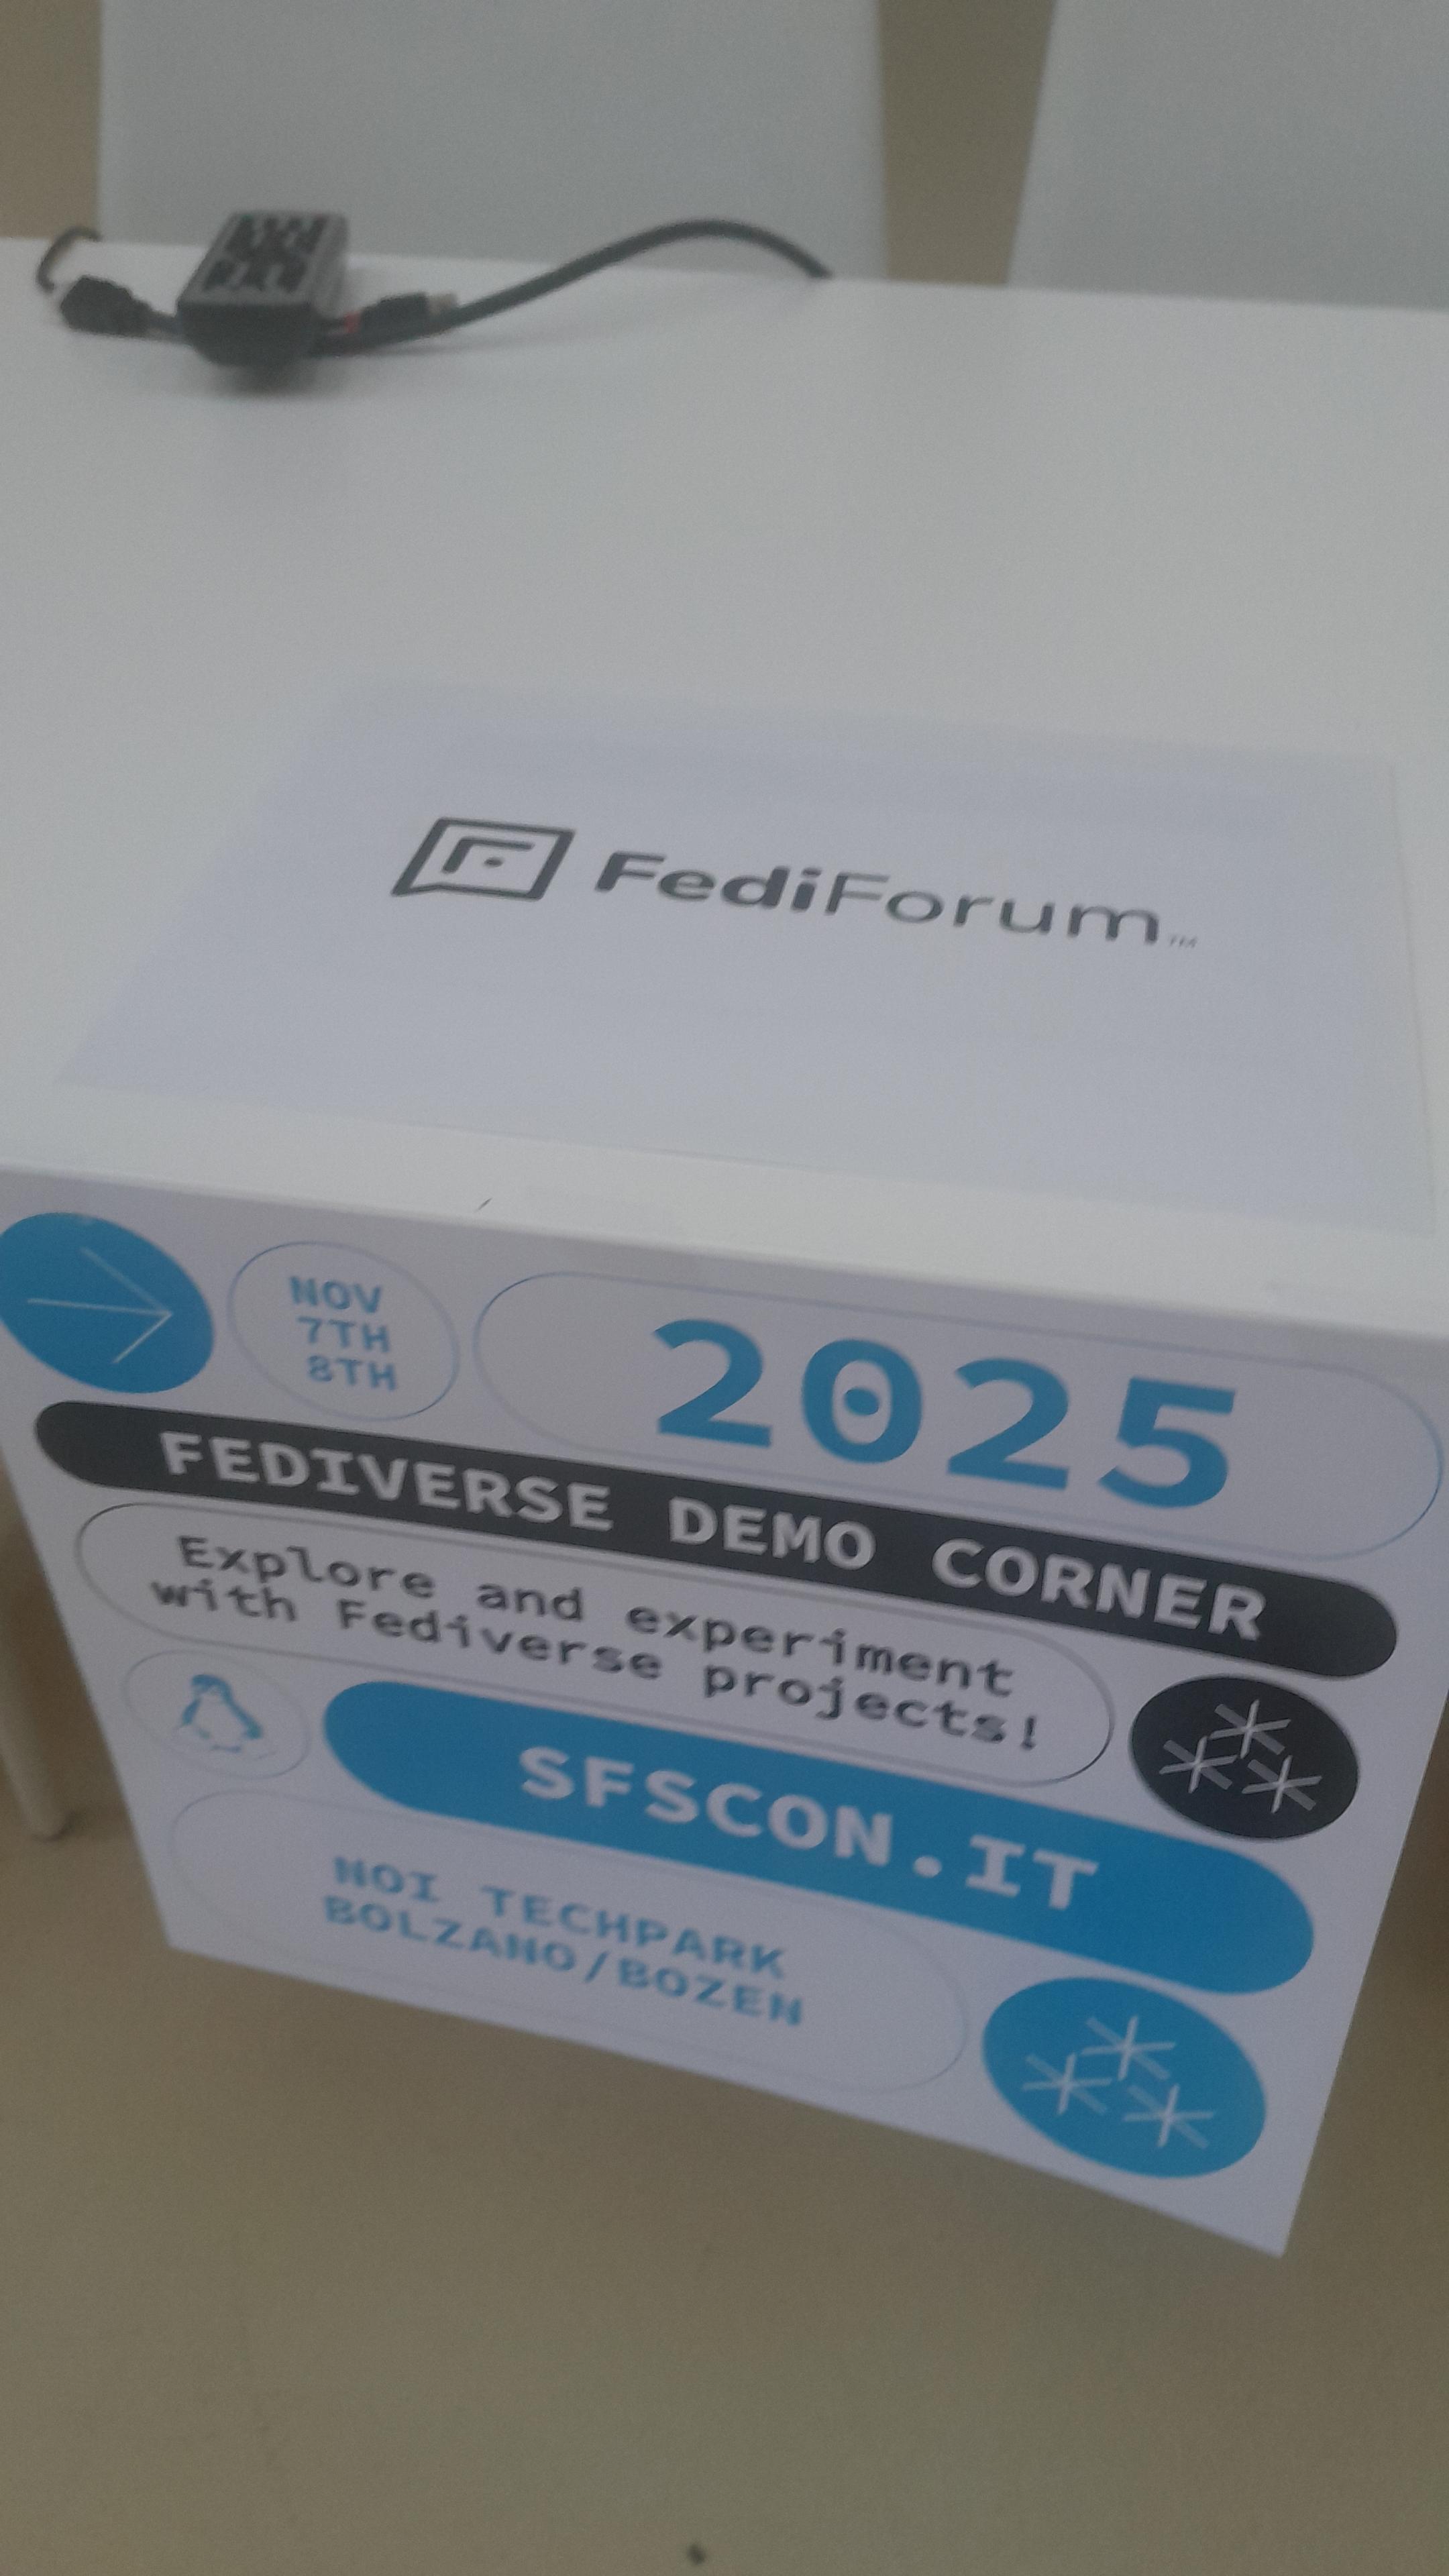 FediForum™
NOV
7TH
8TH
2025
FEDIVERSE DEMO CORNER
Explore and experiment
with Fediverse projects!
SFSCON.IT
NOI TECHPARK
BOLZANO/BOZEN